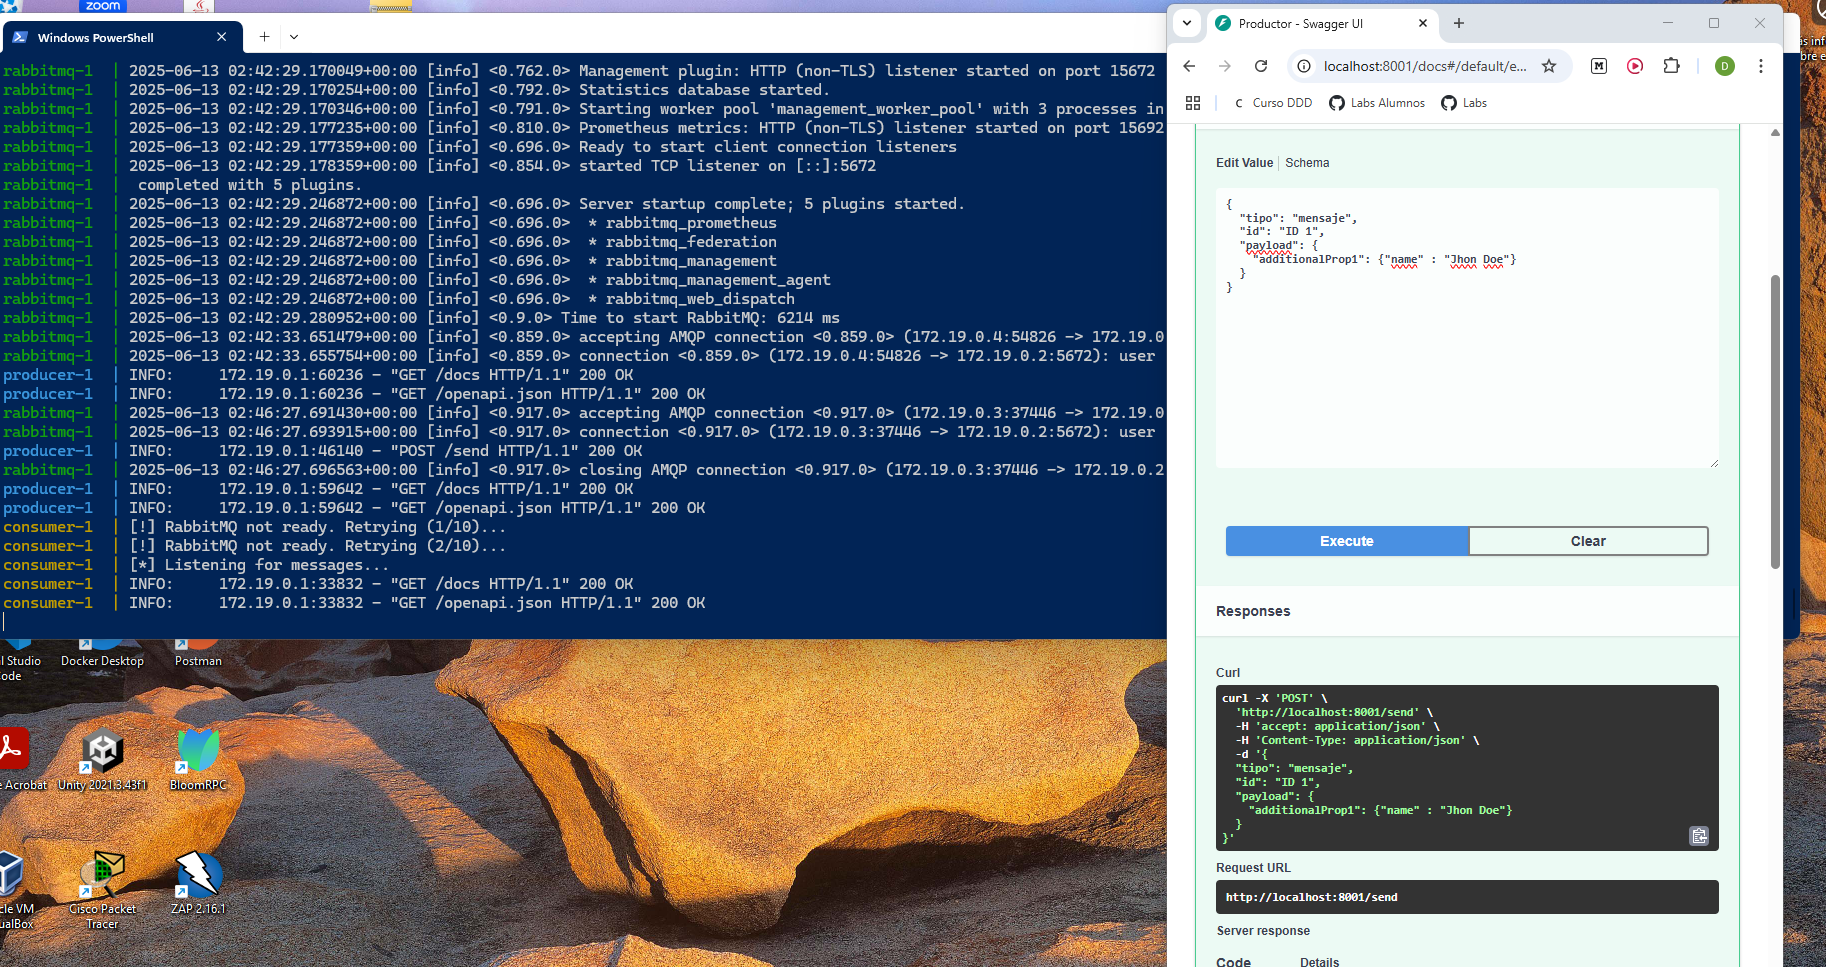 zoom
Windows PowerShell
rabbitmq-1 | 2025-06-13 02:42:29.170049+00:00 [info] <0.762.0> Management plugin: HTTP (non-TLS) listener started on port 15672
rabbitmq-1 | 2025-06-13 02:42:29.170254+00:00 [info] <0.792.0> Statistics database started.
rabbitmq-1 | 2025-06-13 02:42:29.170346+00:00 [info] <0.791.0> Starting worker pool 'management_worker_pool' with 3 processes in
rabbitmq-1 | 2025-06-13 02:42:29.177235+00:00 [info] <0.810.0> Prometheus metrics: HTTP (non-TLS) listener started on port 15692
rabbitmq-1 | 2025-06-13 02:42:29.177359+00:00 [info] <0.696.0> Ready to start client connection listeners
rabbitmq-1 | 2025-06-13 02:42:29.178359+00:00 [info] <0.854.0> started TCP listener on [::]:5672
rabbitmq-1 | completed with 5 plugins.
rabbitmq-1 | 2025-06-13 02:42:29.246872+00:00 [info] <0.696.0> Server startup complete; 5 plugins started.
rabbitmq-1 | 2025-06-13 02:42:29.246872+00:00 [info] <0.696.0>  * rabbitmq_prometheus
rabbitmq-1 | 2025-06-13 02:42:29.246872+00:00 [info] <0.696.0>  * rabbitmq_federation
rabbitmq-1 | 2025-06-13 02:42:29.246872+00:00 [info] <0.696.0>  * rabbitmq_management
rabbitmq-1 | 2025-06-13 02:42:29.246872+00:00 [info] <0.696.0>  * rabbitmq_management_agent
rabbitmq-1 | 2025-06-13 02:42:29.246872+00:00 [info] <0.696.0>  * rabbitmq_web_dispatch
rabbitmq-1 | 2025-06-13 02:42:29.280952+00:00 [info] <0.9.0> Time to start RabbitMQ: 6214 ms
rabbitmq-1 | 2025-06-13 02:42:33.651479+00:00 [info] <0.859.0> accepting AMQP connection <0.859.0> (172.19.0.4:54826 -> 172.19.0
rabbitmq-1 | 2025-06-13 02:42:33.655754+00:00 [info] <0.859.0> connection <0.859.0> (172.19.0.4:54826 -> 172.19.0.2:5672): user
producer-1 | INFO:     172.19.0.1:60236 - "GET /docs HTTP/1.1" 200 OK
producer-1 | INFO:     172.19.0.1:60236 - "GET /openapi.json HTTP/1.1" 200 OK
rabbitmq-1 | 2025-06-13 02:46:27.691430+00:00 [info] <0.917.0> accepting AMQP connection <0.917.0> (172.19.0.3:37446 -> 172.19.0
rabbitmq-1 | 2025-06-13 02:46:27.693915+00:00 [info] <0.917.0> connection <0.917.0> (172.19.0.3:37446 -> 172.19.0.2:5672): user
producer-1 | INFO:     172.19.0.1:46140 - "POST /send HTTP/1.1" 200 OK
rabbitmq-1 | 2025-06-13 02:46:27.696563+00:00 [info] <0.917.0> closing AMQP connection <0.917.0> (172.19.0.3:37446 -> 172.19.0.2
producer-1 | INFO:     172.19.0.1:59642 - "GET /docs HTTP/1.1" 200 OK
producer-1 | INFO:     172.19.0.1:59642 - "GET /openapi.json HTTP/1.1" 200 OK
consumer-1 | [!] RabbitMQ not ready. Retrying (1/10)...
consumer-1 | [!] RabbitMQ not ready. Retrying (2/10)...
consumer-1 | [*] Listening for messages...
consumer-1 | INFO:     172.19.0.1:33832 - "GET /docs HTTP/1.1" 200 OK
consumer-1 | INFO:     172.19.0.1:33832 - "GET /openapi.json HTTP/1.1" 200 OK
l Studio
ode
Docker Desktop
Postman
e Acrobat
Unity 2021.3.43f1
BloomRPC
cle VM
ualBox
Cisco Packet
Tracer
ZAP 2.16.1
Productor - Swagger UI
localhost:8001/docs#/default/e...
M
D
C Curso DDD
Labs Alumnos
Labs
Edit Value
Schema
{
"tipo": "mensaje",
"id": "ID 1",
"payload": {
"additionalProp1": {"name" : "Jhon Doe"}
}
}
Execute
Clear
Responses
Curl
curl -X 'POST' \
'http://localhost:8001/send' \
-H 'accept: application/json' \
-H 'Content-Type: application/json' \
-d '{
"tipo": "mensaje",
"id": "ID 1",
"payload": {
"additionalProp1": {"name" : "Jhon Doe"}
}
}'
Request URL
http://localhost:8001/send
Server response
Code
Details